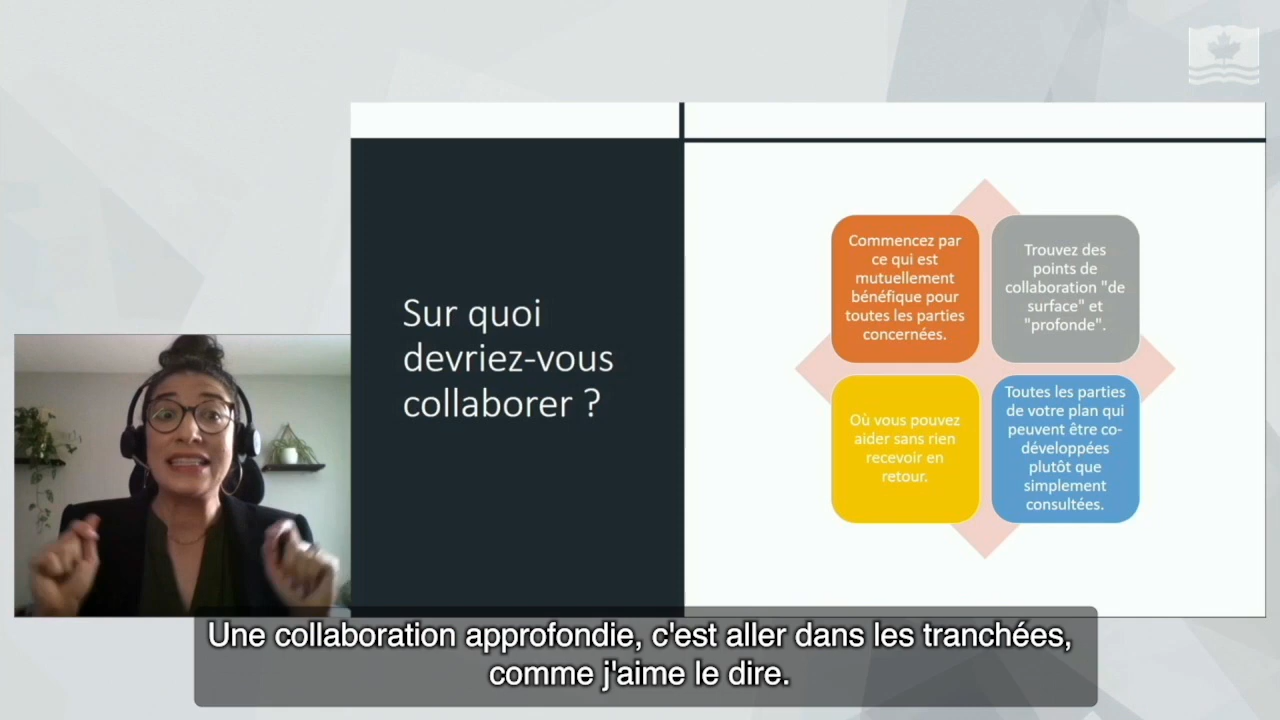 Sur quoi
devriez-vous
collaborer ?
Commencez par
ce qui est
mutuellement
bénéfique pour
toutes les parties
concernées.
Trouvez des
points de
collaboration "de
surface" et
"profonde".
Où vous pouvez
aider sans rien
recevoir en
retour.
Toutes les parties
de votre plan qui
peuvent être co-
développées
plutôt que
simplement
consultées.
Une collaboration approfondie, c'est aller dans les tranchées,
comme j'aime le dire.